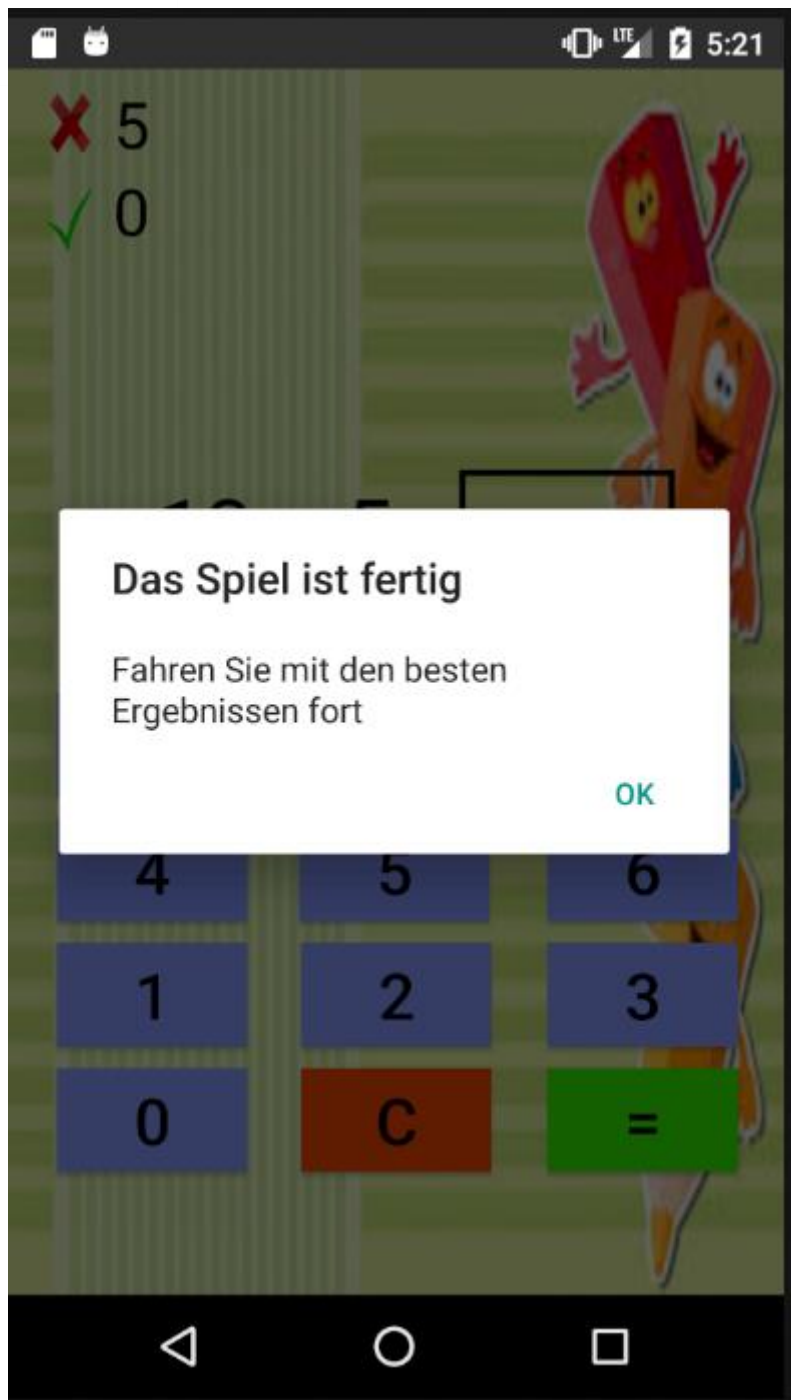 LTE 5:21
5
0
Das Spiel ist fertig
Fahren Sie mit den besten
Ergebnissen fort
OK
4 5 6
1 2 3
0 C =